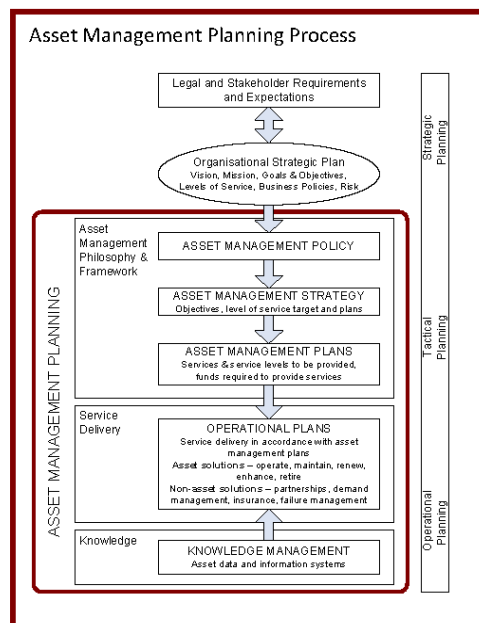 Asset Management Planning Process
Legal and Stakeholder Requirements
and Expectations
Organisational Strategic Plan
Vision, Mission, Goals & Objectives,
Levels of Service, Business Policies, Risk
Strategic
Planning
ASSET MANAGEMENT PLANNING
Asset
Management
Philosophy &
Framework
ASSET MANAGEMENT POLICY
ASSET MANAGEMENT STRATEGY
Objectives, level of service target and plans
ASSET MANAGEMENT PLANS
Services & service levels to be provided,
funds required to provide services
Tactical
Planning
Service
Delivery
OPERATIONAL PLANS
Service delivery in accordance with asset
management plans
Asset solutions – operate, maintain, renew,
enhance, retire
Non-asset solutions – partnerships, demand
management, insurance, failure management
Operational
Planning
Knowledge
KNOWLEDGE MANAGEMENT
Asset data and information systems